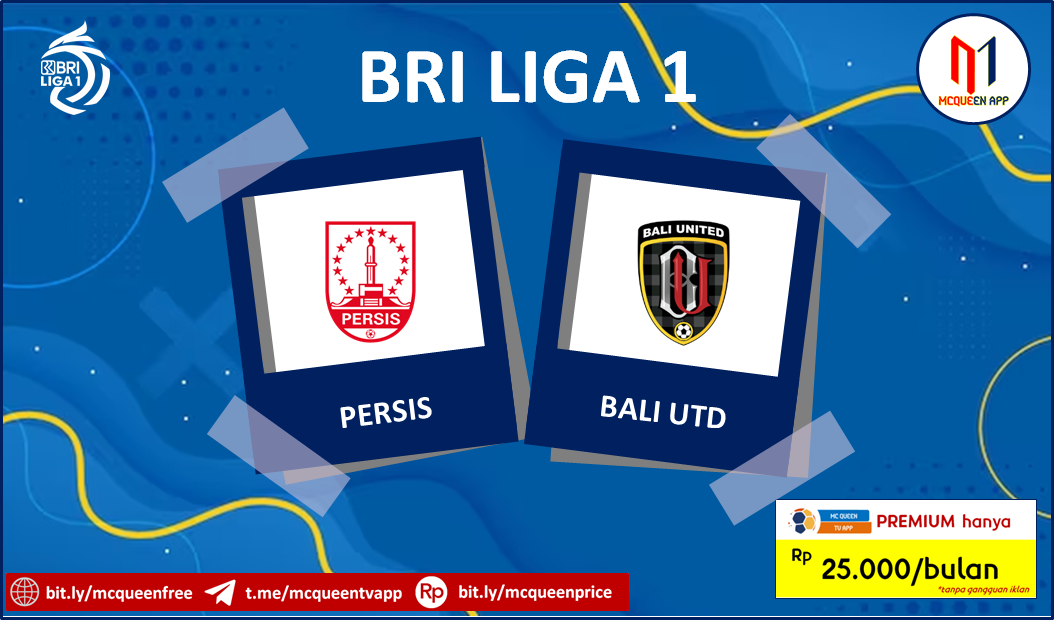 BRI
LIGA 1
BRI LIGA 1
MCQUEEN APP
PERSIS
BALI UNITED
PERSIS
BALI UTD
MC QUEEN
TV APP
PREMIUM hanya
Rp 25.000/bulan
*tanpa gangguan iklan
bit.ly/mcqueenfree
t.me/mcqueentvapp
Rp bit.ly/mcqueenprice